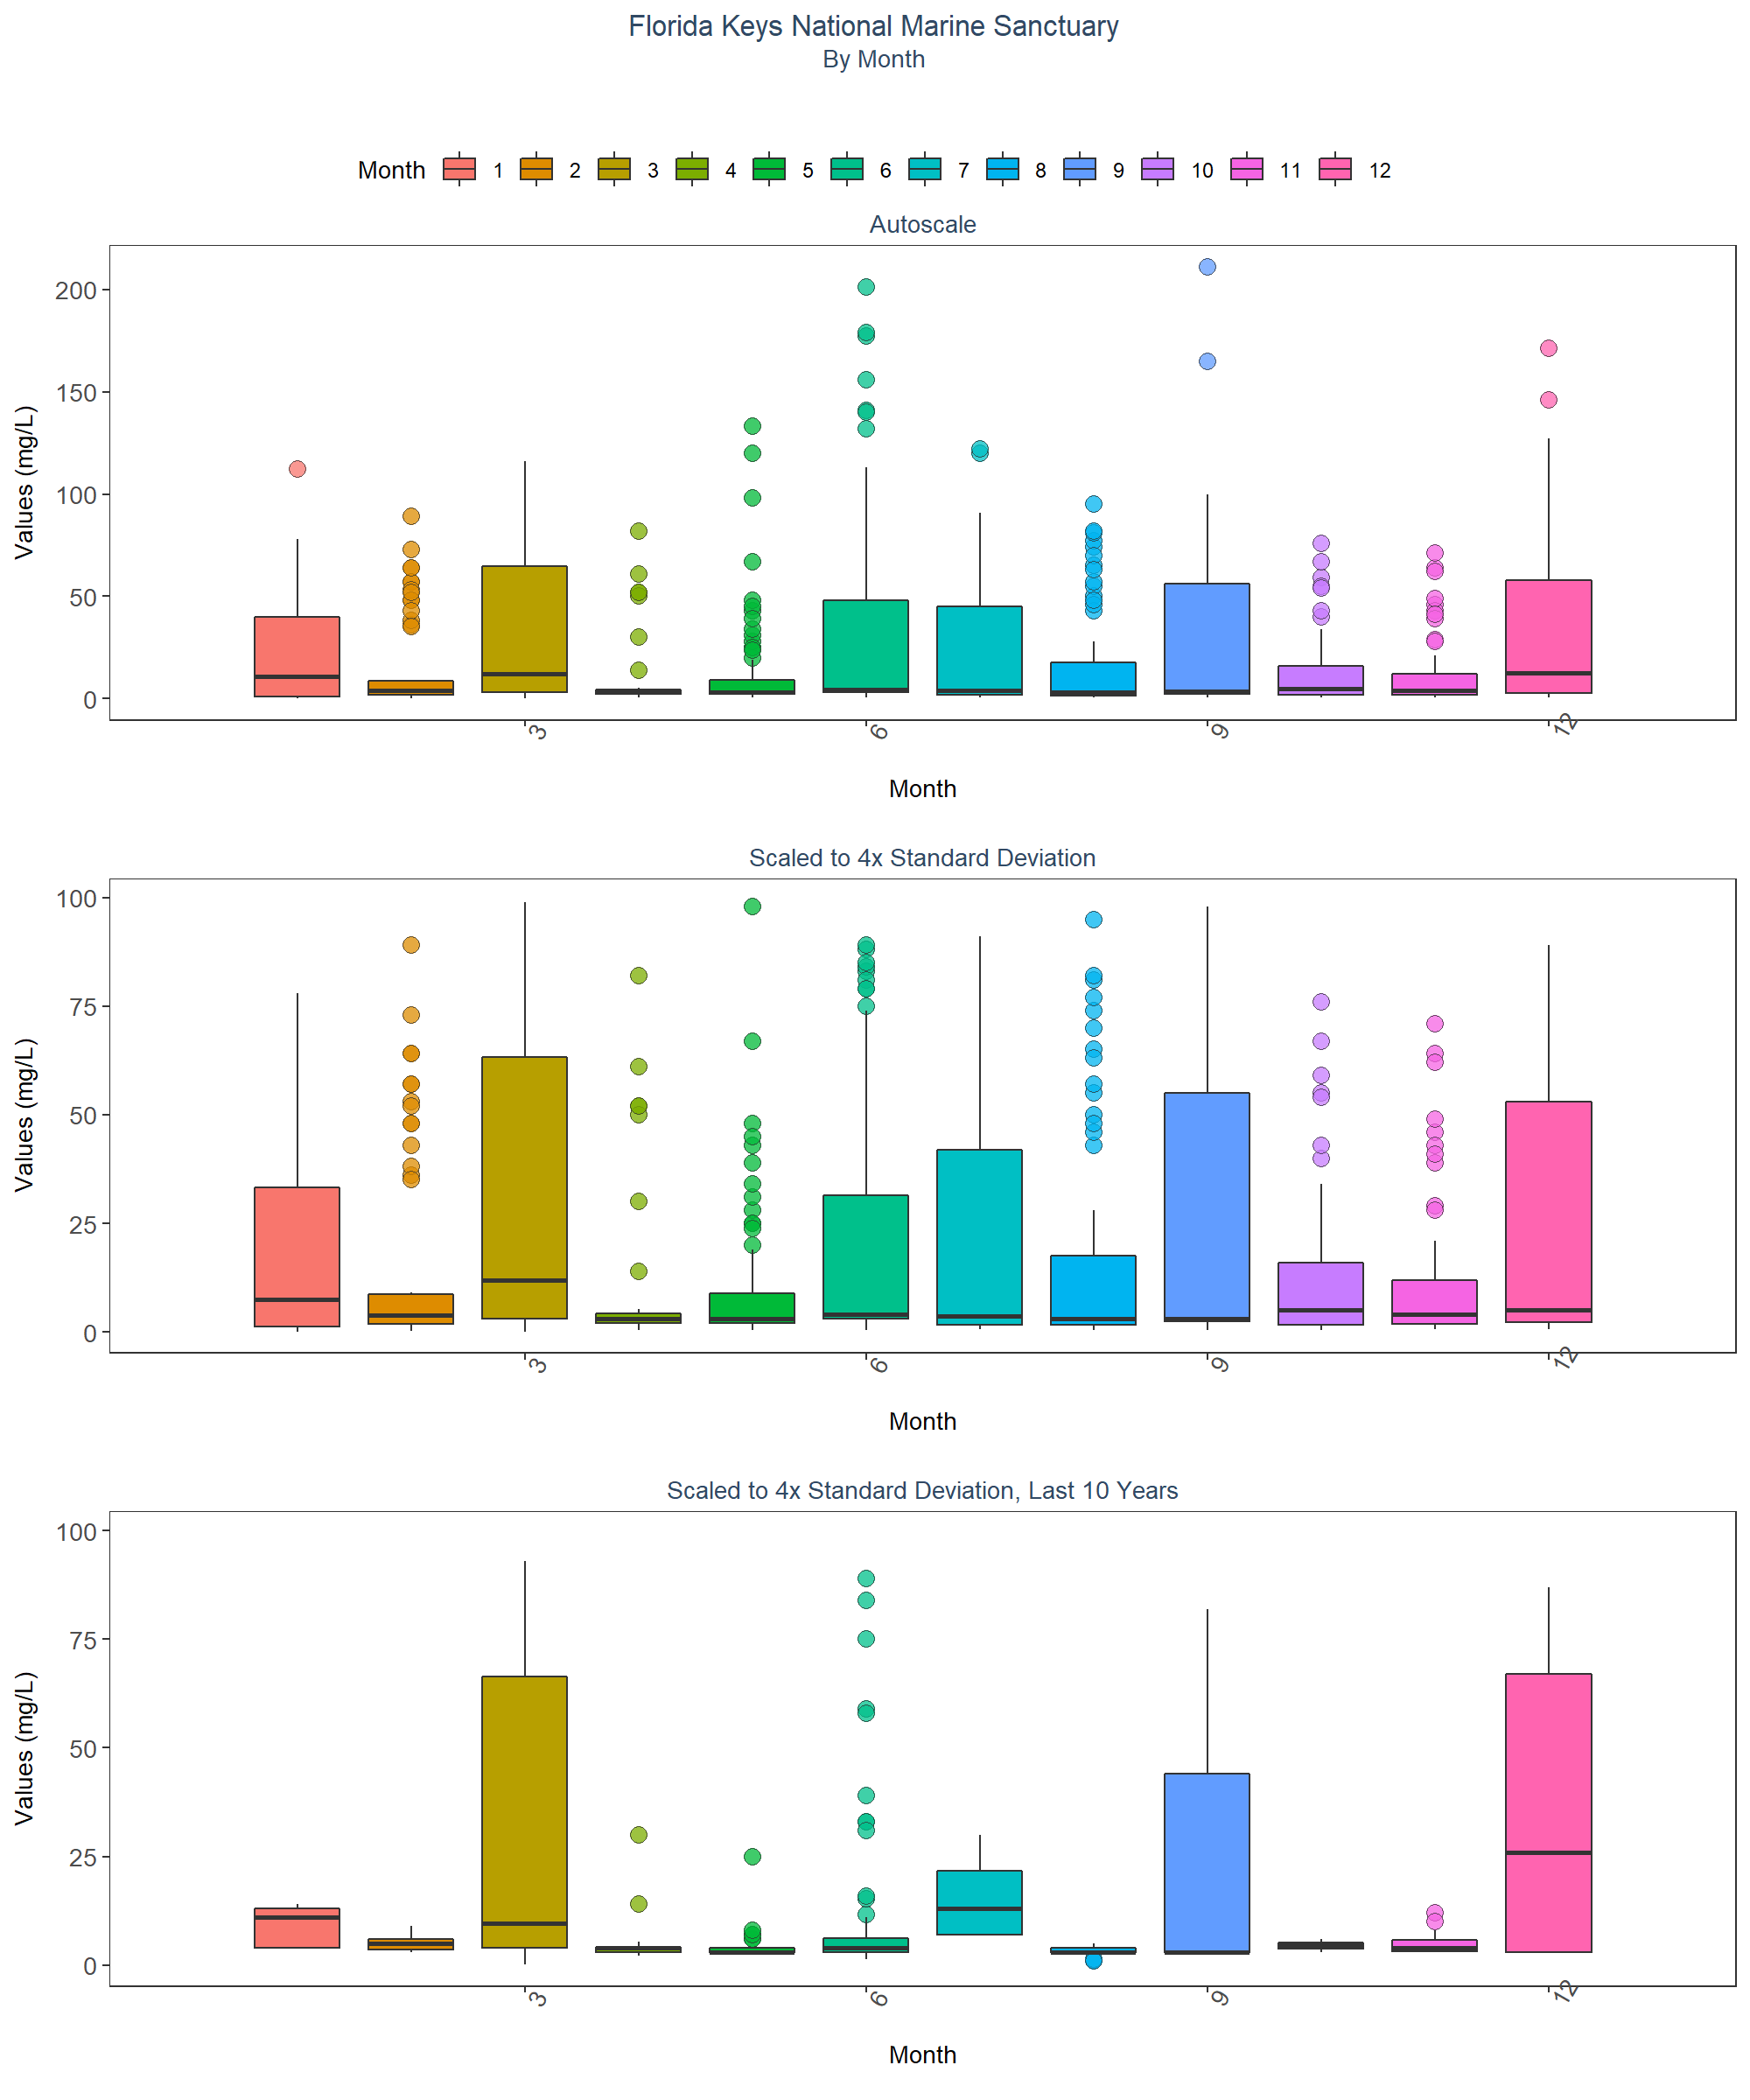 Florida Keys National Marine Sanctuary
By Month
Month 1 2 3 4 5 6 7 8 9 10 11 12
Autoscale
Values (mg/L)
200
150
100
50
0
3 6 9 12
Month
Scaled to 4x Standard Deviation
Values (mg/L)
100
75
50
25
0
3 6 9 12
Month
Scaled to 4x Standard Deviation, Last 10 Years
Values (mg/L)
100
75
50
25
0
3 6 9 12
Month